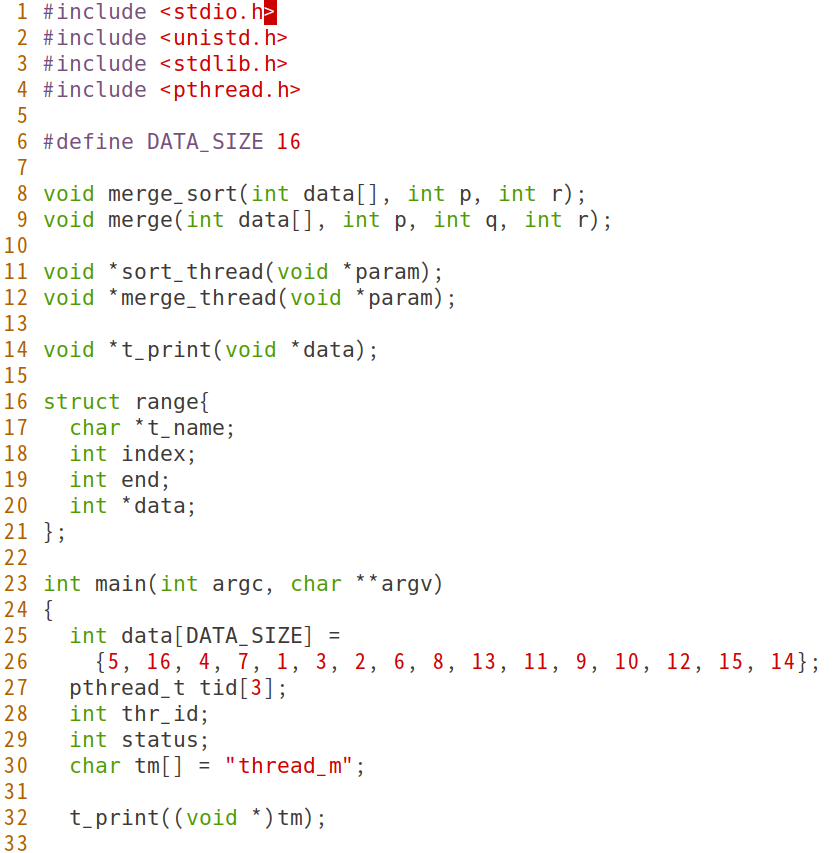 1 #include <stdio.h>
2 #include <unistd.h>
3 #include <stdlib.h>
4 #include <pthread.h>
5
6 #define DATA_SIZE 16
7
8 void merge_sort(int data[], int p, int r);
9 void merge(int data[], int p, int q, int r);
10
11 void *sort_thread(void *param);
12 void *merge_thread(void *param);
13
14 void *t_print(void *data);
15
16 struct range{
17   char *t_name;
18   int index;
19   int end;
20   int *data;
21 };
22
23 int main(int argc, char **argv)
24 {
25   int data[DATA_SIZE] =
26     {5, 16, 4, 7, 1, 3, 2, 6, 8, 13, 11, 9, 10, 12, 15, 14};
27   pthread_t tid[3];
28   int thr_id;
29   int status;
30   char tm[] = "thread_m";
31
32   t_print((void *)tm);
33